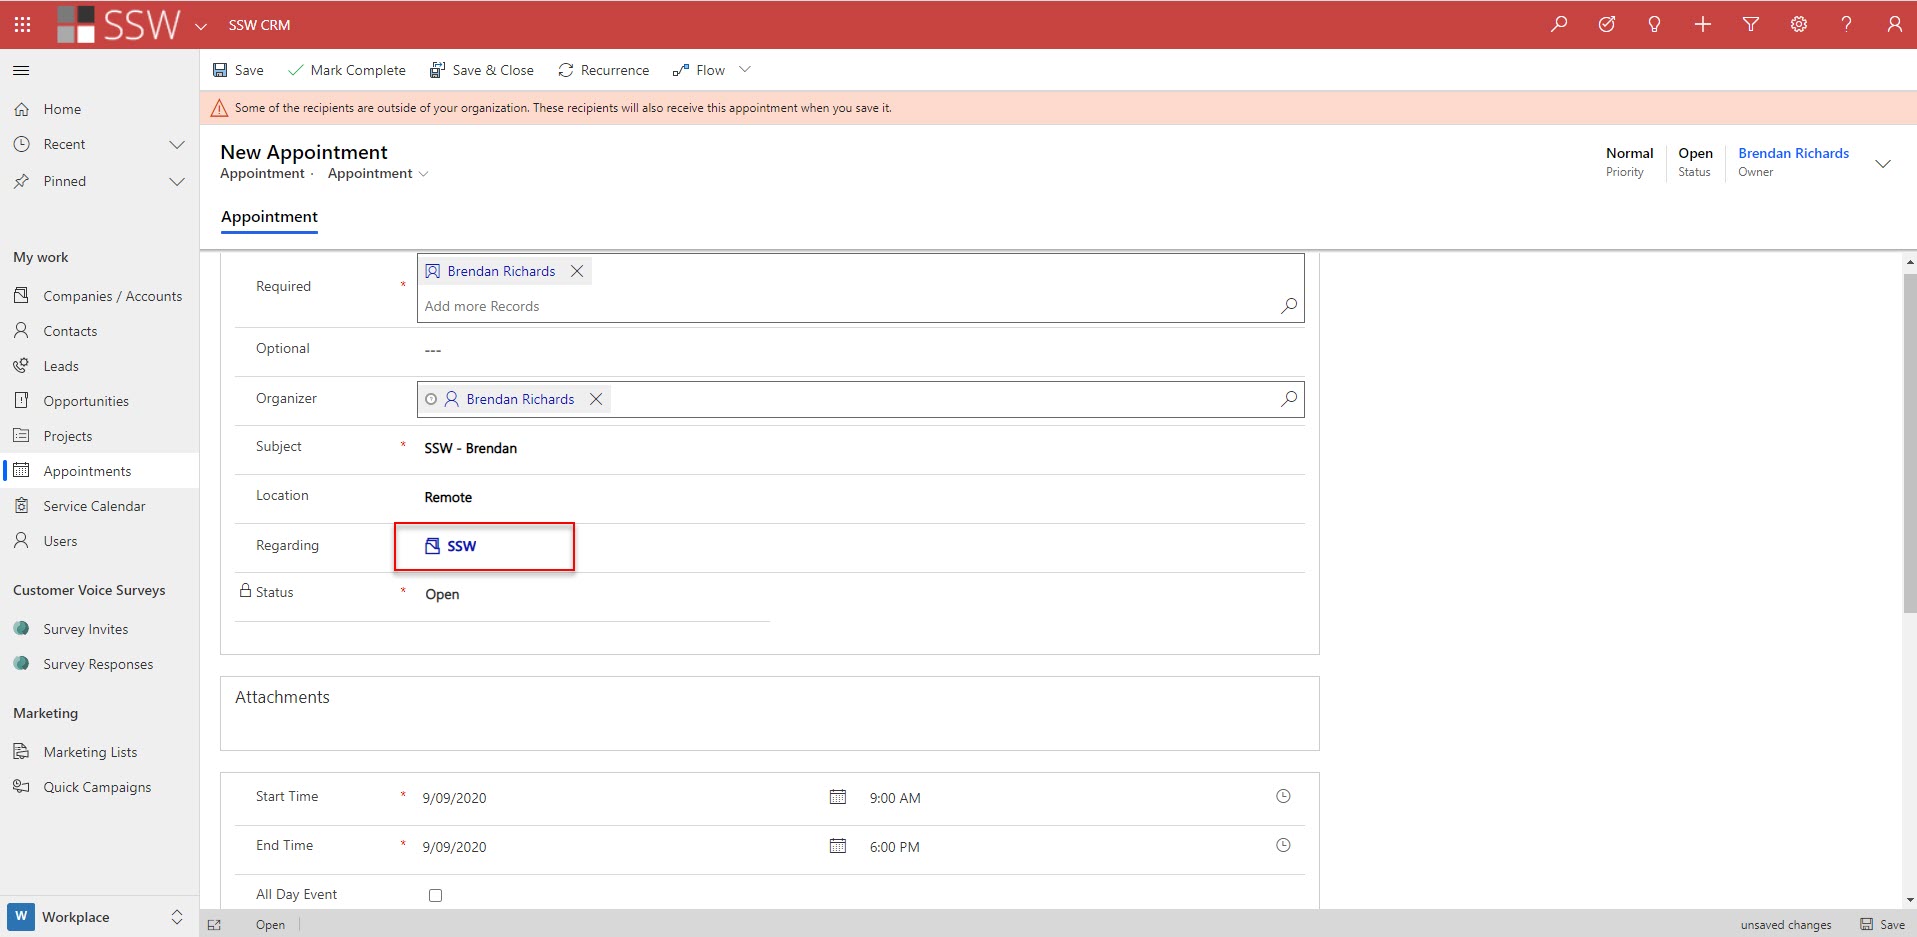 SSW SSW CRM
Save Mark Complete Save & Close Recurrence Flow
Some of the recipients are outside of your organization. These recipients will also receive this appointment when you save it.
Home
Recent
Pinned
My work
Companies / Accounts
Contacts
Leads
Opportunities
Projects
Appointments
Service Calendar
Users
Customer Voice Surveys
Survey Invites
Survey Responses
Marketing
Marketing Lists
Quick Campaigns
W Workplace
New Appointment
Appointment · Appointment
Normal Open Brendan Richards
Priority Status Owner
Appointment
Required * Brendan Richards
Add more Records
Optional ---
Organizer Brendan Richards
Subject * SSW - Brendan
Location Remote
Regarding SSW
Status * Open
Attachments
Start Time * 9/09/2020 9:00 AM
End Time * 9/09/2020 6:00 PM
All Day Event
Open unsaved changes Save